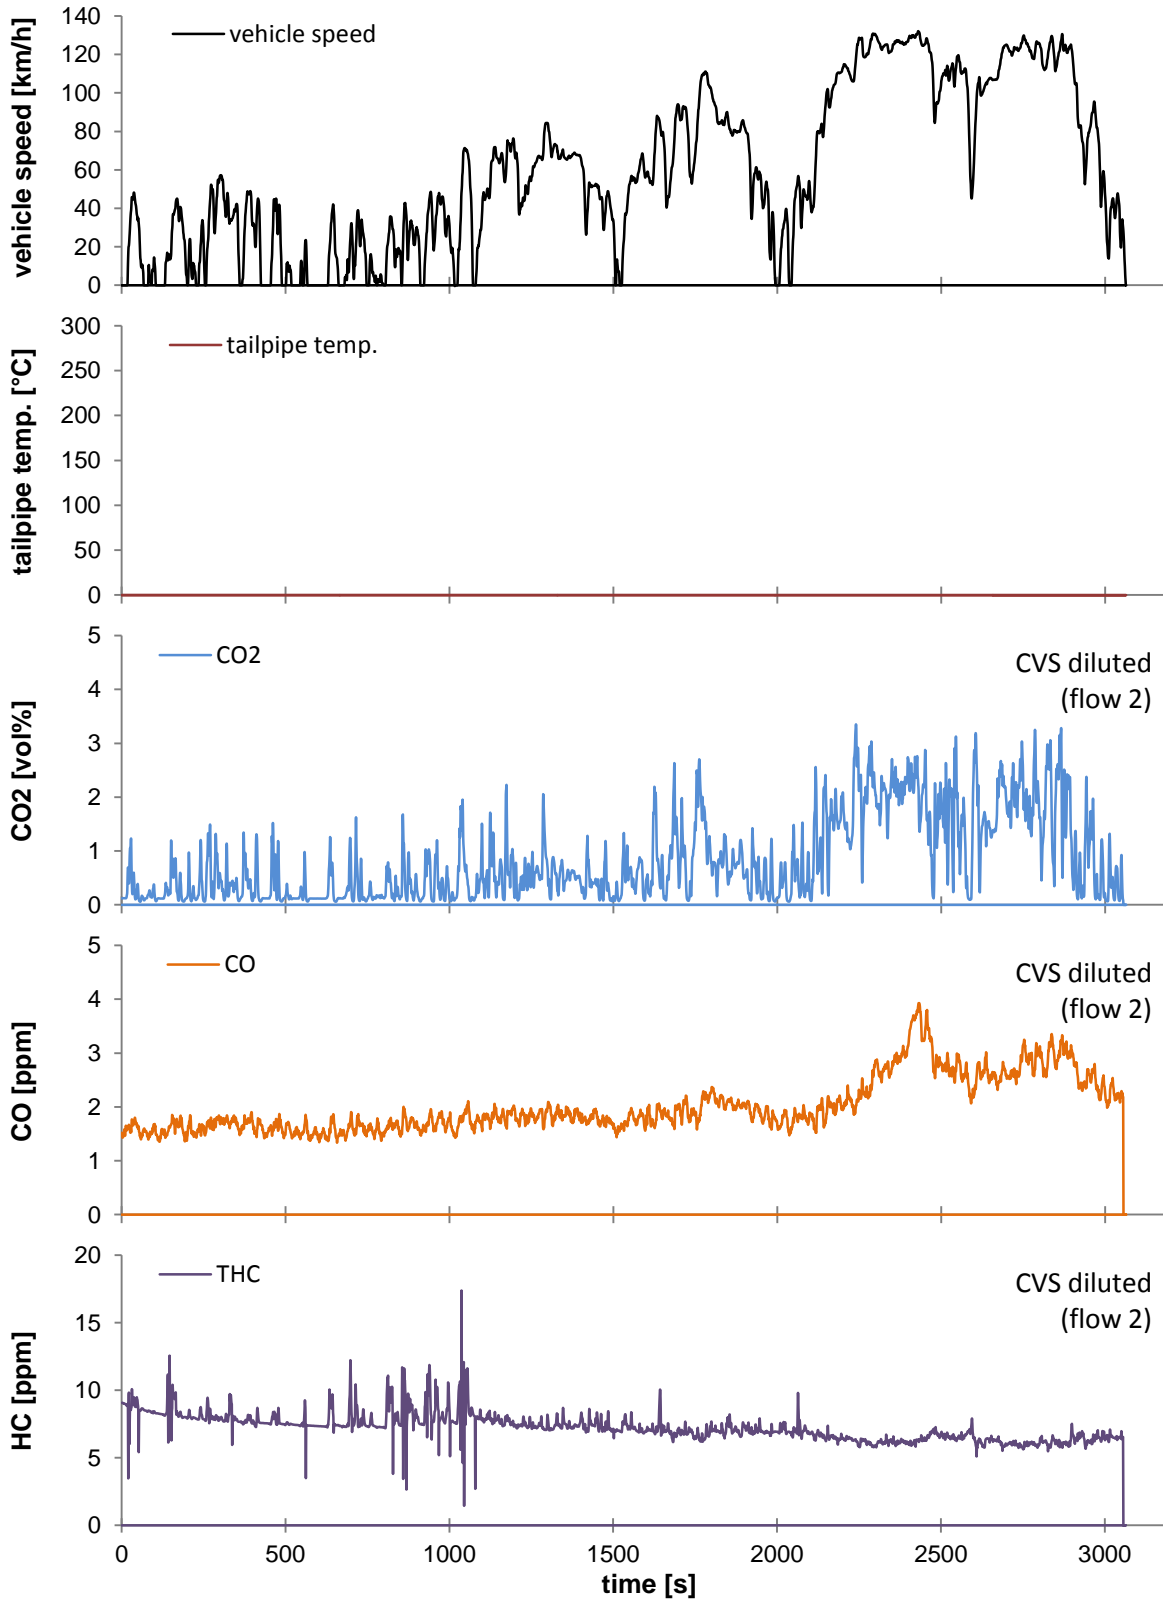 vehicle speed [km/h]
140
120
100
80
60
40
20
0
vehicle speed
tailpipe temp. [°C]
300
250
200
150
100
50
0
tailpipe temp.
CO2 [vol%]
5
4
3
2
1
0
CO2
CVS diluted
(flow 2)
CO [ppm]
5
4
3
2
1
0
CO
CVS diluted
(flow 2)
HC [ppm]
20
15
10
5
0
THC
CVS diluted
(flow 2)
0 500 1000 1500 2000 2500 3000
time [s]